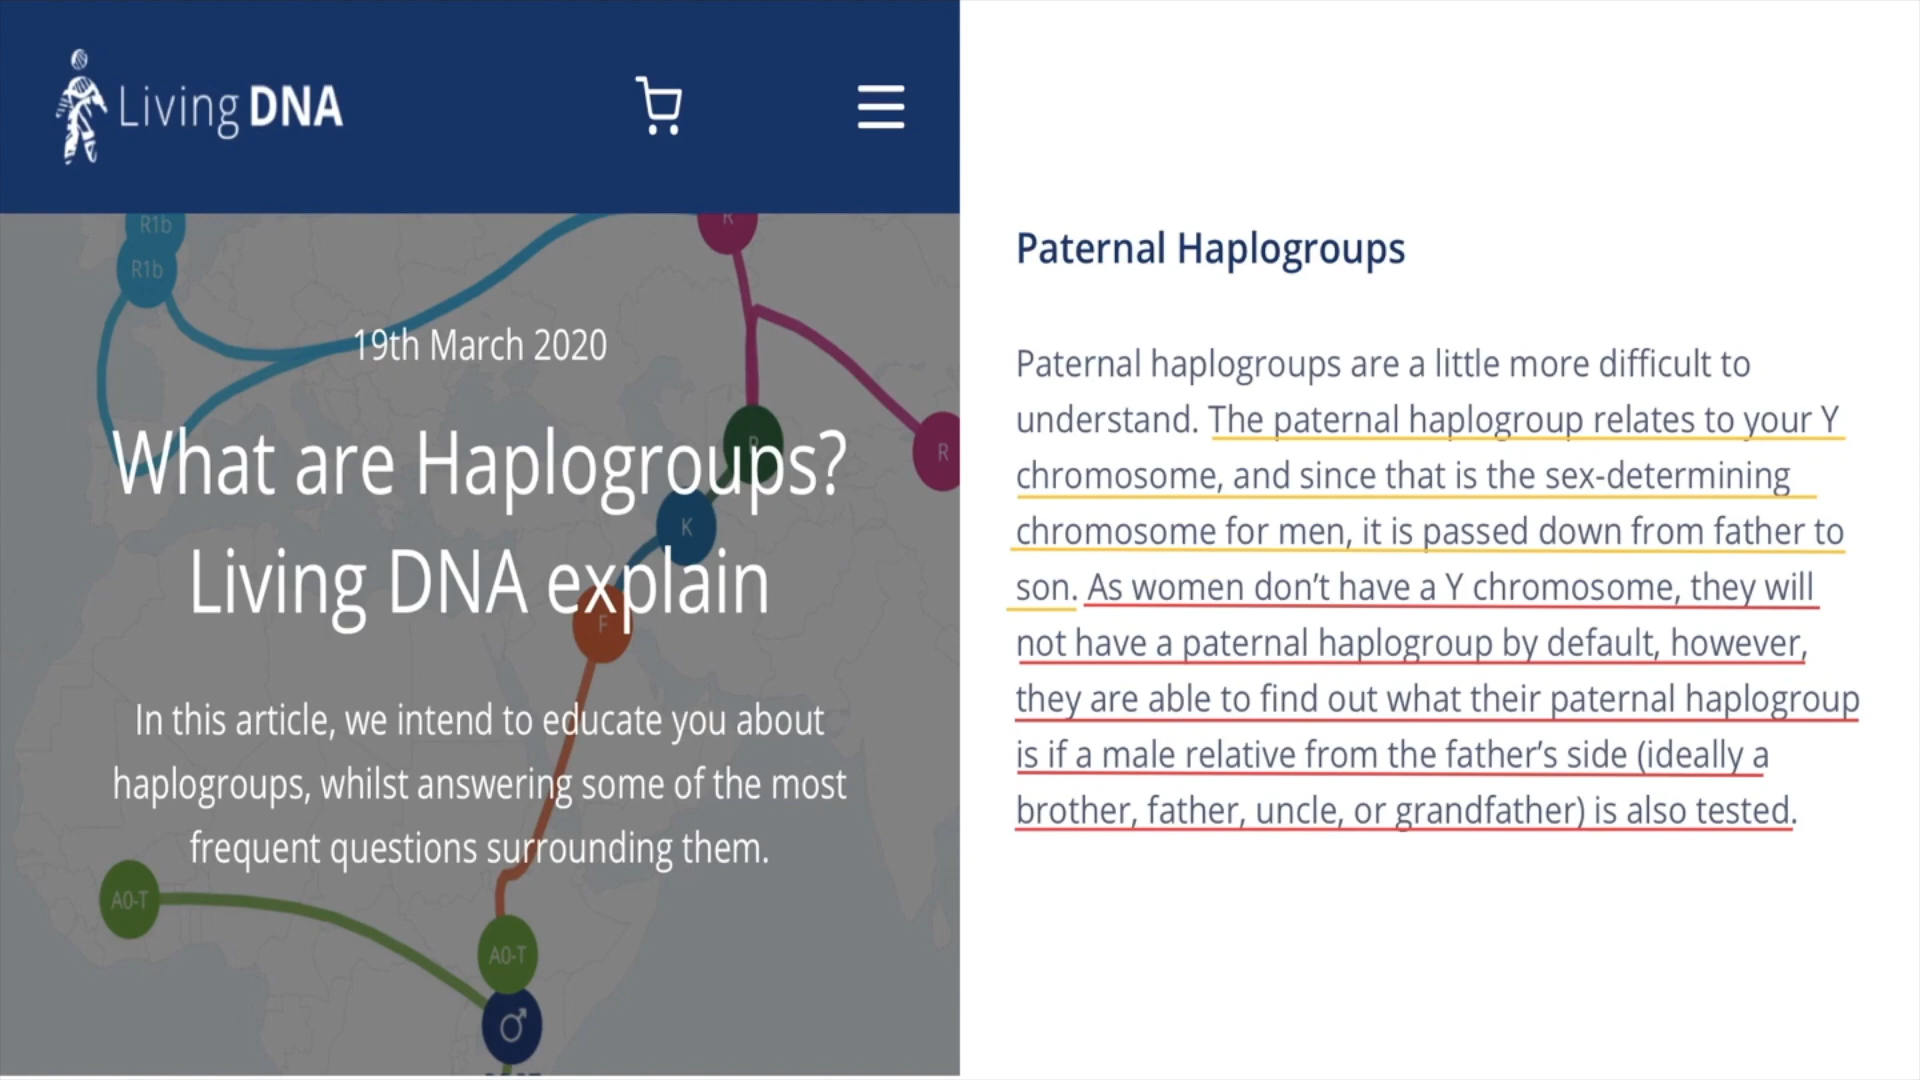 Living DNA
R1b
R
R1b
19th March 2020
What are Haplogroups?
R
K
Living DNA explain
F
In this article, we intend to educate you about
haplogroups, whilst answering some of the most
frequent questions surrounding them.
A0-T
A0-T
Paternal Haplogroups
Paternal haplogroups are a little more difficult to
understand. The paternal haplogroup relates to your Y
chromosome, and since that is the sex-determining
chromosome for men, it is passed down from father to
son. As women don’t have a Y chromosome, they will
not have a paternal haplogroup by default, however,
they are able to find out what their paternal haplogroup
is if a male relative from the father’s side (ideally a
brother, father, uncle, or grandfather) is also tested.